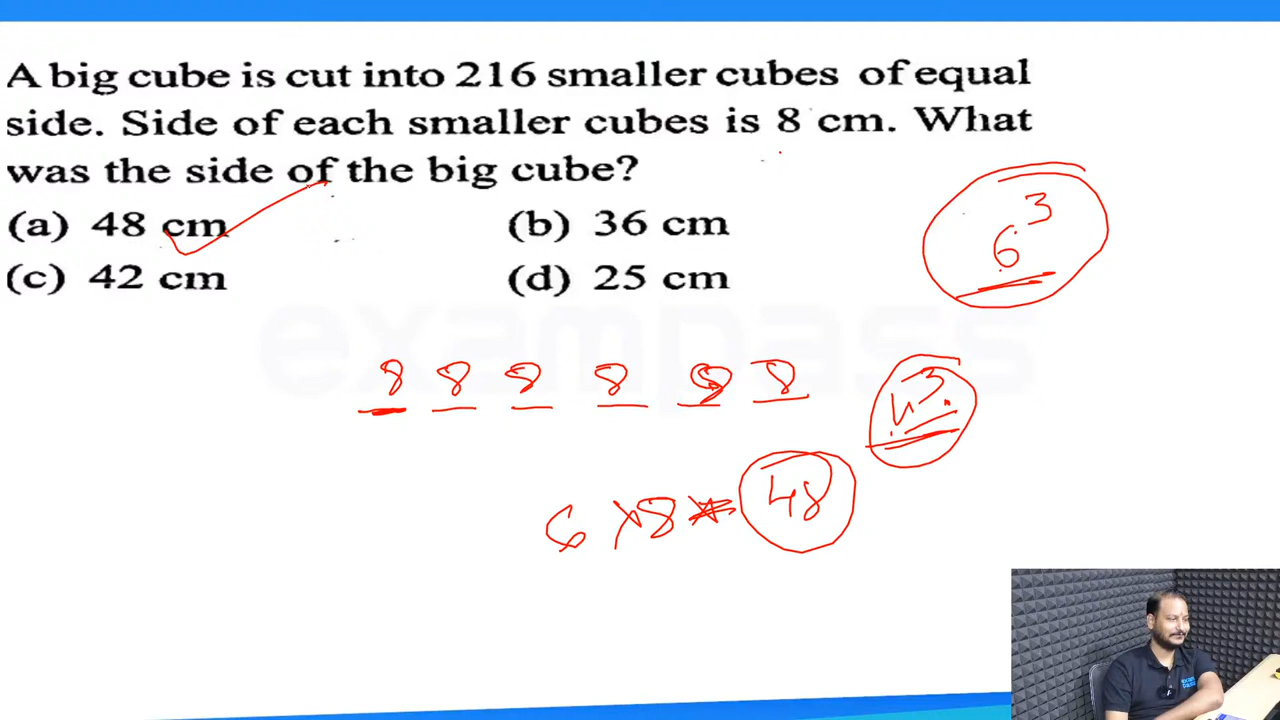 A big cube is cut into 216 smaller cubes of equal
side. Side of each smaller cubes is 8 cm. What
was the side of the big cube?
(a) 48 cm (b) 36 cm
(c) 42 cm (d) 25 cm
6³
exampass
8 8 8 8 8 8
6 × 8 48